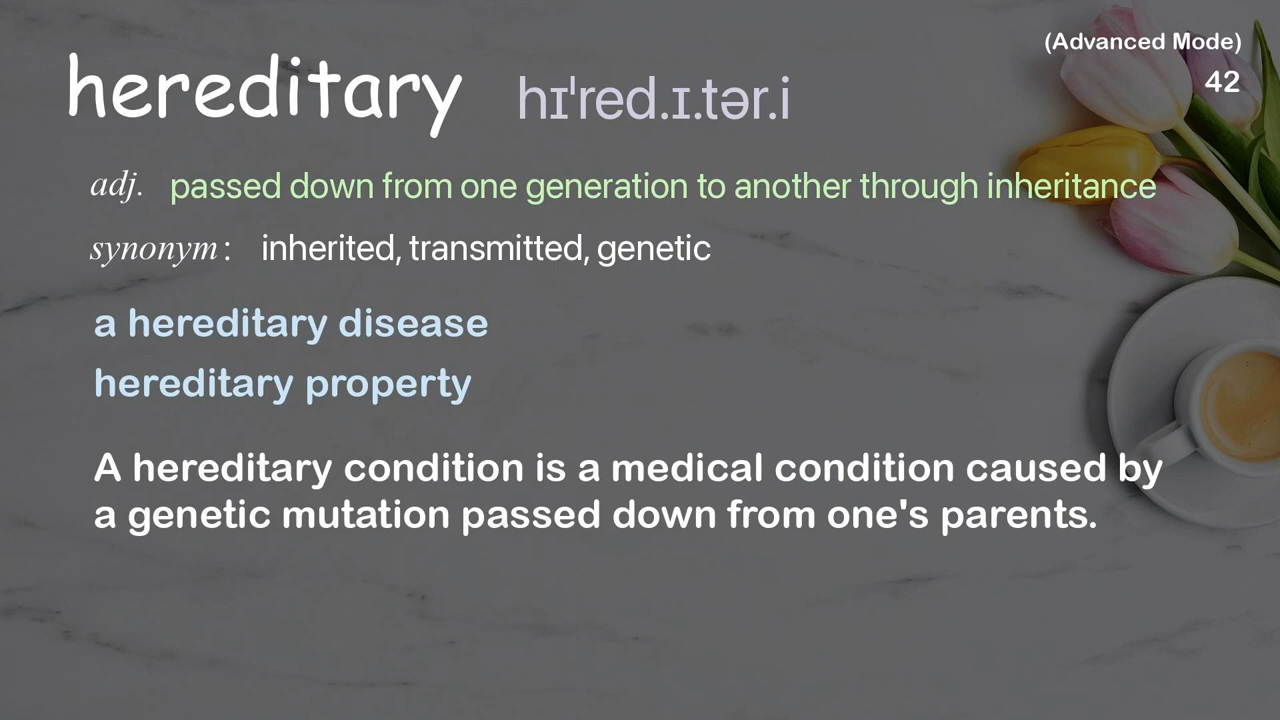 (Advanced Mode)
hereditary hɪˈred.ɪ.tər.i
42
adj. passed down from one generation to another through inheritance
synonym: inherited, transmitted, genetic
a hereditary disease
hereditary property
A hereditary condition is a medical condition caused by
a genetic mutation passed down from one's parents.